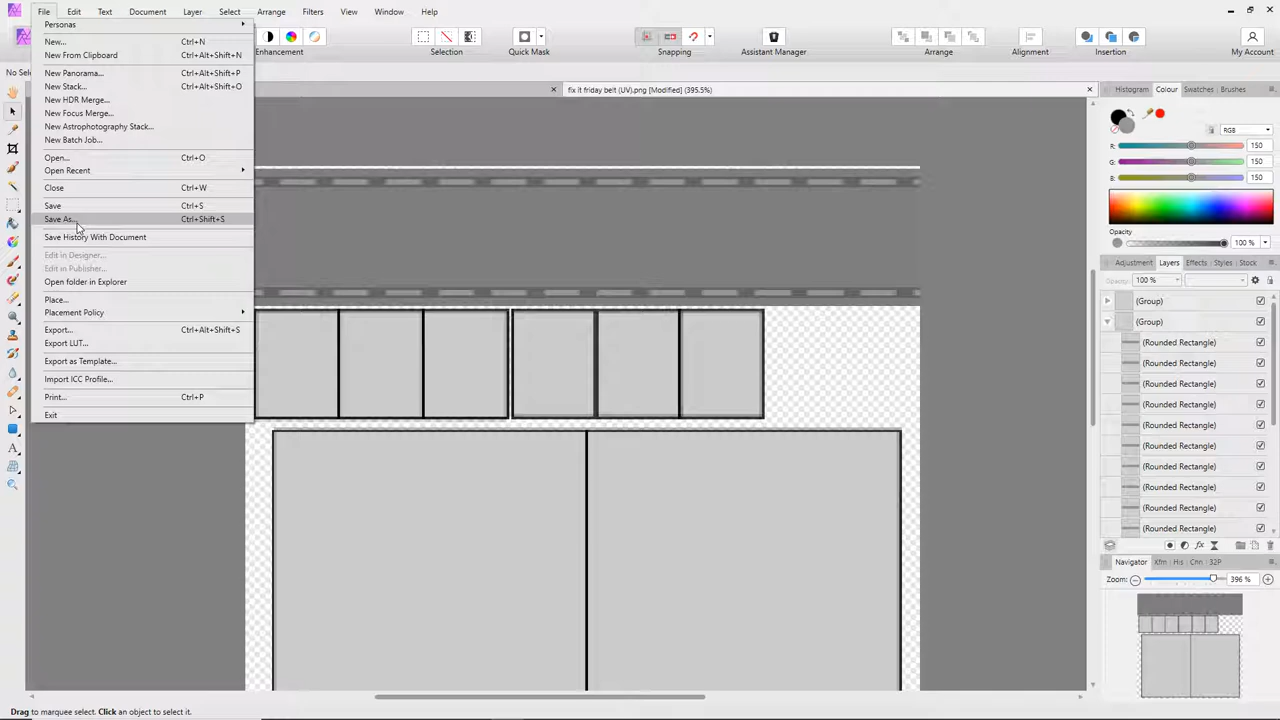 File Edit Text Document Layer Select Arrange Filters View Window Help
Personas
New... Ctrl+N
New From Clipboard Ctrl+Alt+Shift+N
New Panorama... Ctrl+Alt+Shift+P
New Stack... Ctrl+Alt+Shift+O
New HDR Merge...
New Focus Merge...
New Astrophotography Stack...
New Batch Job...
Open... Ctrl+O
Open Recent
Close Ctrl+W
Save Ctrl+S
Save As... Ctrl+Shift+S
Save History With Document
Edit in Designer...
Edit in Publisher...
Open folder in Explorer
Place...
Placement Policy
Export... Ctrl+Alt+Shift+S
Export LUT...
Export as Template...
Import ICC Profile...
Print... Ctrl+P
Exit
Enhancement Selection Quick Mask Snapping Assistant Manager Arrange Alignment Insertion My Account
No Sele
fix it friday belt (UV).png [Modified] (395.5%)
Histogram Colour Swatches Brushes
RGB
R: 150
G: 150
B: 150
Opacity
100 %
Adjustment Layers Effects Styles Stock
Opacity: 100 %
(Group)
(Group)
(Rounded Rectangle)
(Rounded Rectangle)
(Rounded Rectangle)
(Rounded Rectangle)
(Rounded Rectangle)
(Rounded Rectangle)
(Rounded Rectangle)
(Rounded Rectangle)
(Rounded Rectangle)
(Rounded Rectangle)
Navigator Xfm His Cnn 32P
Zoom: 396 %
Drag to marquee select. Click an object to select it.